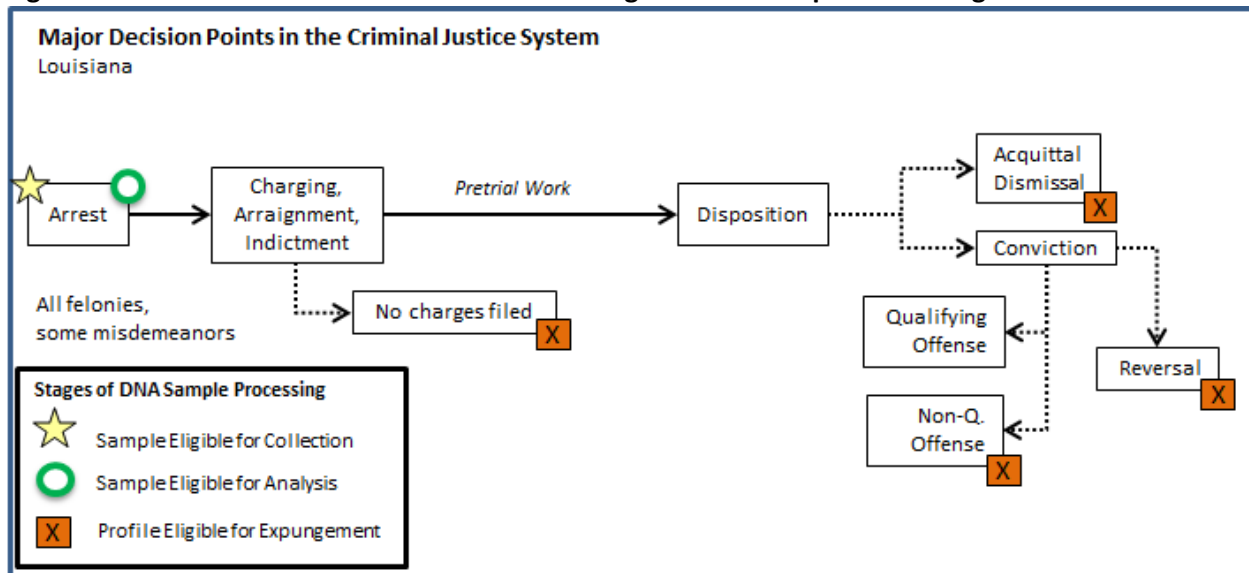 Major Decision Points in the Criminal Justice System
Louisiana
Arrest
Charging,
Arraignment,
Indictment
Pretrial Work
Disposition
Acquittal
Dismissal
X
Conviction
All felonies,
some misdemeanors
No charges filed
X
Qualifying
Offense
Reversal
X
Non-Q.
Offense
X
Stages of DNA Sample Processing
Sample Eligible for Collection
Sample Eligible for Analysis
X
Profile Eligible for Expungement